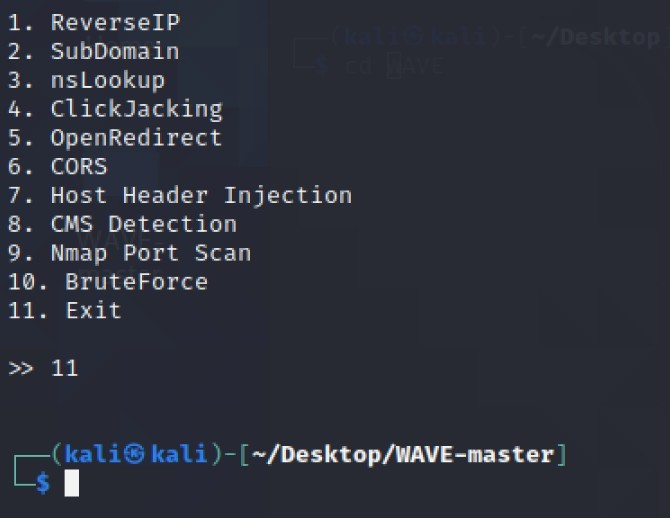 1. ReverseIP
2. SubDomain
3. nsLookup
4. ClickJacking
5. OpenRedirect
6. CORS
7. Host Header Injection
8. CMS Detection
9. Nmap Port Scan
10. BruteForce
11. Exit
>> 11
(kali㉿kali)-[~/Desktop/WAVE-master]
$
(kali㉿kali)-[~/Desktop
$ cd WAVE